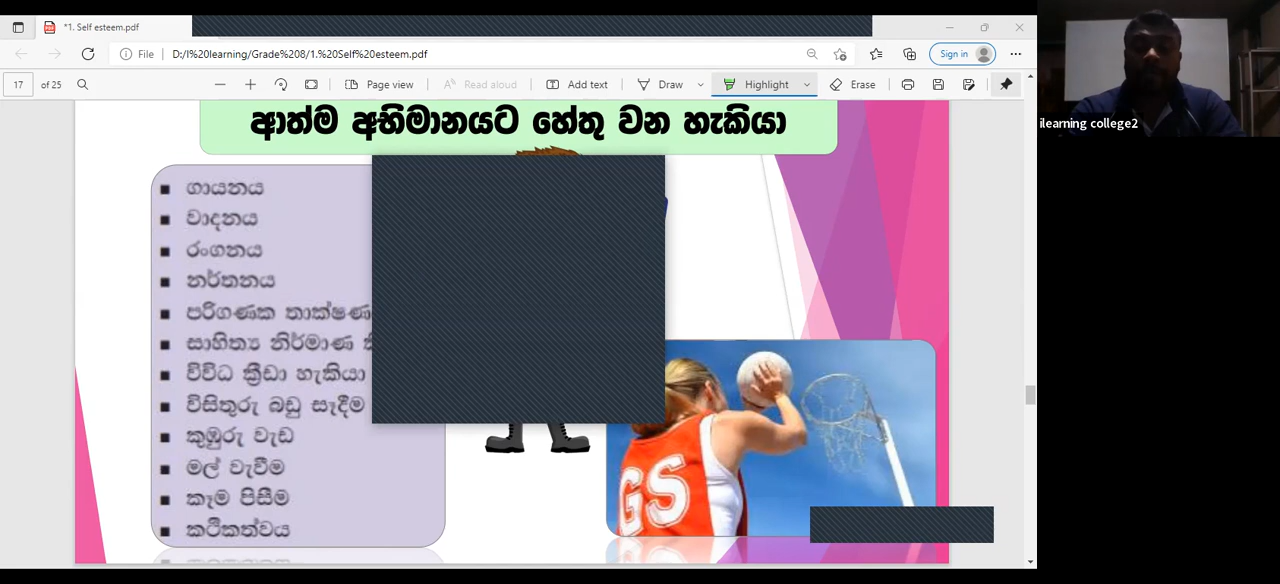 *1. Self esteem.pdf
File D:/I%20learning/Grade%208/1.%20Self%20esteem.pdf
Sign in
17 of 25
Page view
Read aloud
Add text
Draw
Highlight
Erase
ilearning college2
ආත්ම අභිමානයට හේතු වන හැකියා
ගායනය
වාදනය
රංගනය
නර්තනය
පරිගණක තාක්ෂණ
සාහිත්‍ය නිර්මාණ
විවිධ ක්‍රීඩා හැකියා
විසිතුරු බඩු සෑදීම
කුඹුරු වැඩ
මල් වැවීම
කෑම පිසීම
කථිකත්වය
GS